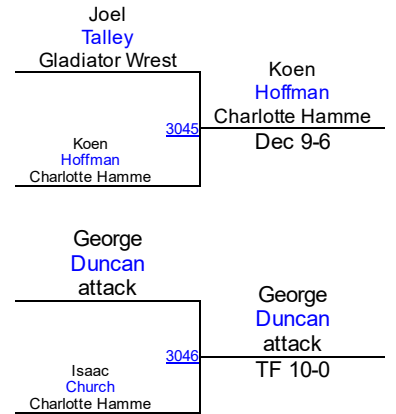 Joel
Talley
Gladiator Wrest
3045
Koen
Hoffman
Charlotte Hamme
Koen
Hoffman
Charlotte Hamme
Dec 9-6
George
Duncan
attack
3046
Isaac
Church
Charlotte Hamme
George
Duncan
attack
TF 10-0